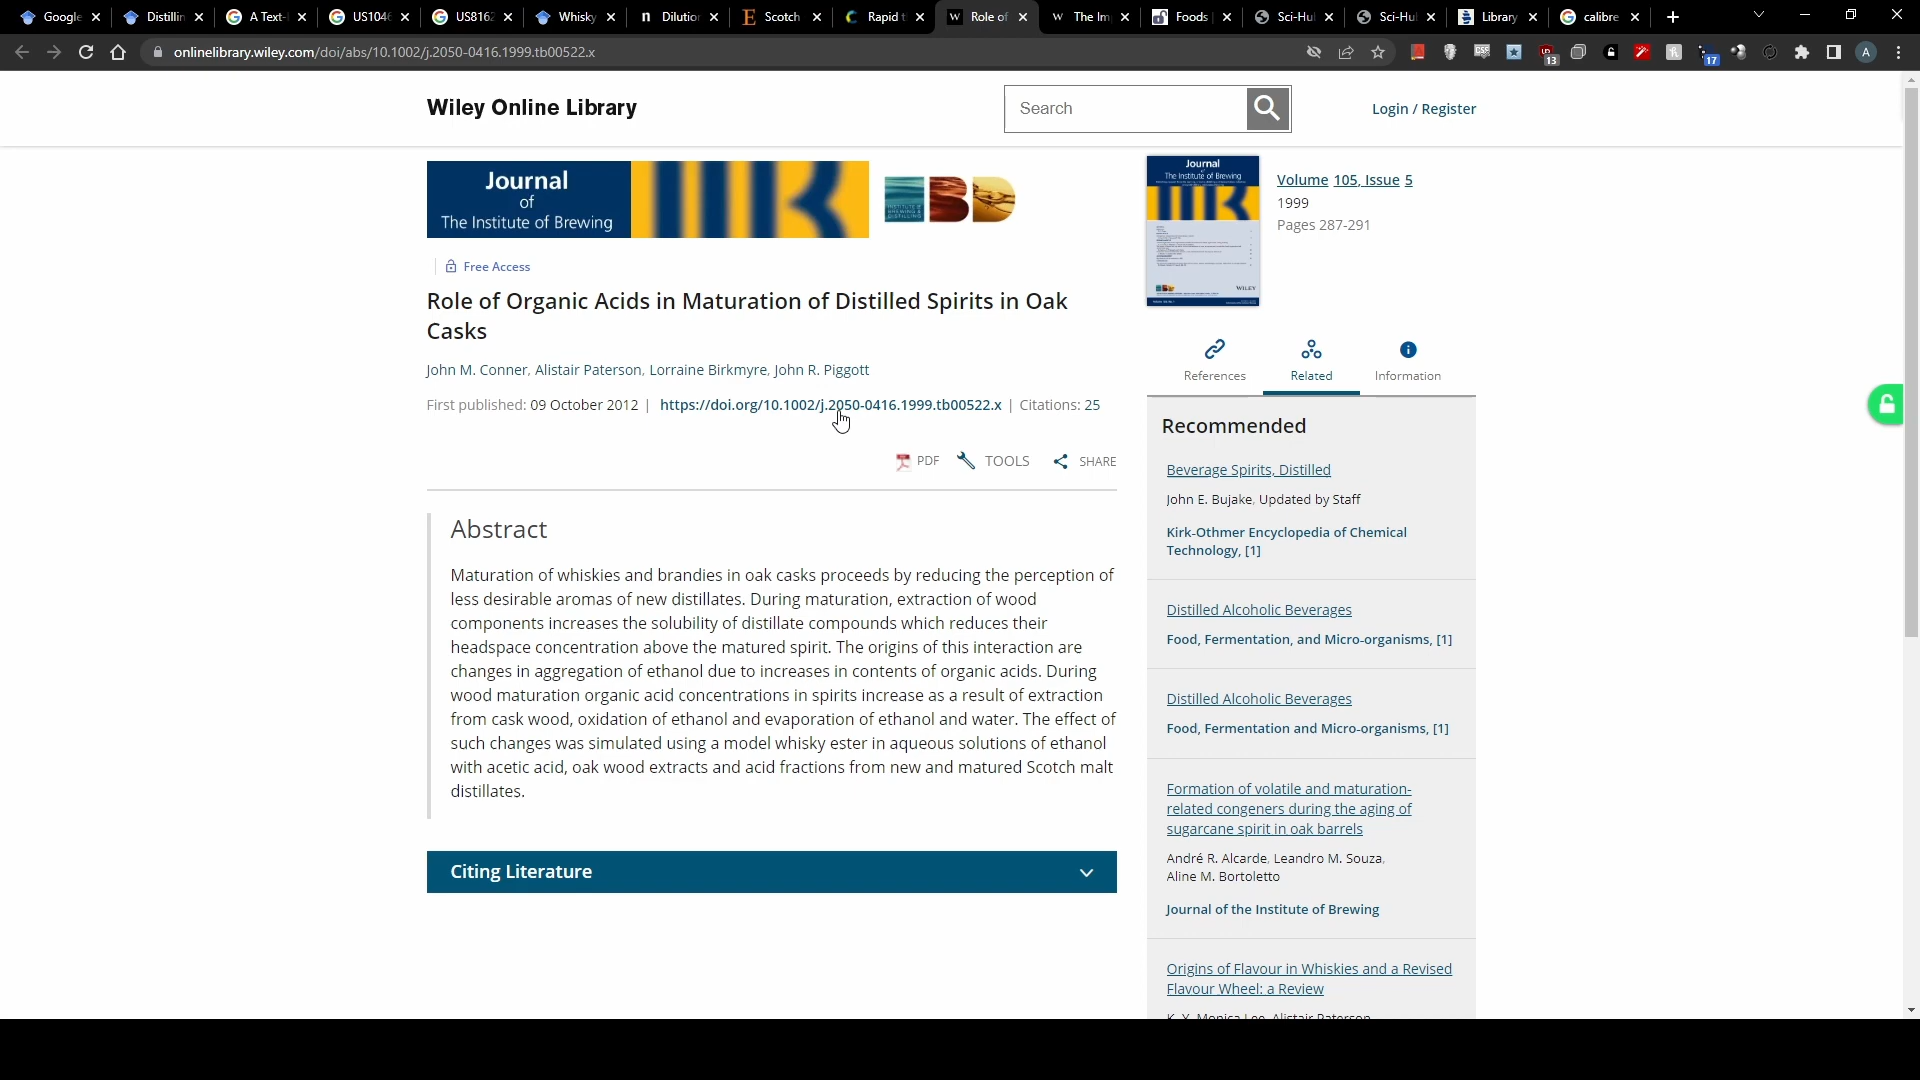 Google
Distillin
A Text-
US1046
US8162
Whisky
Dilution
Scotch
Rapid t
Role of
The Im
Foods
Sci-Hul
Sci-Hul
Library
calibre
onlinelibrary.wiley.com/doi/abs/10.1002/j.2050-0416.1999.tb00522.x
13
17
A
Wiley Online Library
Search
Login / Register
Journal
of
The Institute of Brewing
Journal
of
The Institute of Brewing
WILEY
Volume 105, Issue 5
1999
Pages 287-291
Free Access
Role of Organic Acids in Maturation of Distilled Spirits in Oak
Casks
John M. Conner, Alistair Paterson, Lorraine Birkmyre, John R. Piggott
First published: 09 October 2012 | https://doi.org/10.1002/j.2050-0416.1999.tb00522.x | Citations: 25
PDF TOOLS SHARE
References
Related
Information
Abstract
Maturation of whiskies and brandies in oak casks proceeds by reducing the perception of
less desirable aromas of new distillates. During maturation, extraction of wood
components increases the solubility of distillate compounds which reduces their
headspace concentration above the matured spirit. The origins of this interaction are
changes in aggregation of ethanol due to increases in contents of organic acids. During
wood maturation organic acid concentrations in spirits increase as a result of extraction
from cask wood, oxidation of ethanol and evaporation of ethanol and water. The effect of
such changes was simulated using a model whisky ester in aqueous solutions of ethanol
with acetic acid, oak wood extracts and acid fractions from new and matured Scotch malt
distillates.
Citing Literature
Recommended
Beverage Spirits, Distilled
John E. Bujake, Updated by Staff
Kirk-Othmer Encyclopedia of Chemical
Technology, [1]
Distilled Alcoholic Beverages
Food, Fermentation, and Micro-organisms, [1]
Distilled Alcoholic Beverages
Food, Fermentation and Micro-organisms, [1]
Formation of volatile and maturation-
related congeners during the aging of
sugarcane spirit in oak barrels
André R. Alcarde, Leandro M. Souza,
Aline M. Bortoletto
Journal of the Institute of Brewing
Origins of Flavour in Whiskies and a Revised
Flavour Wheel: a Review
K. Y. Monica Lee, Alistair Paterson